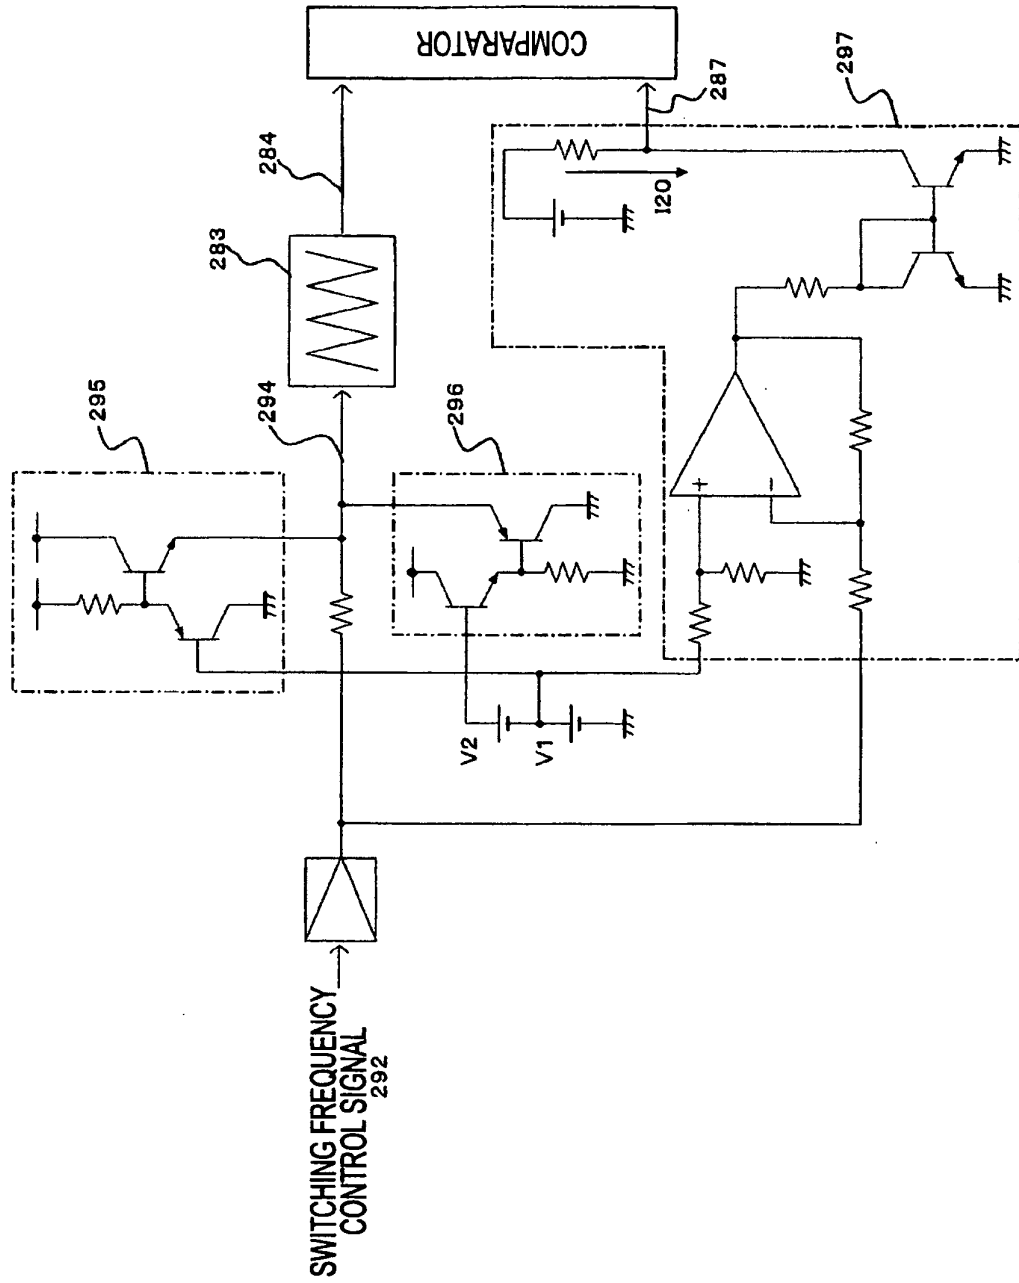 COMPARATOR
284
287
297
283
I20
295
294
296
+
−
V2
V1
SWITCHING FREQUENCY
CONTROL SIGNAL
292